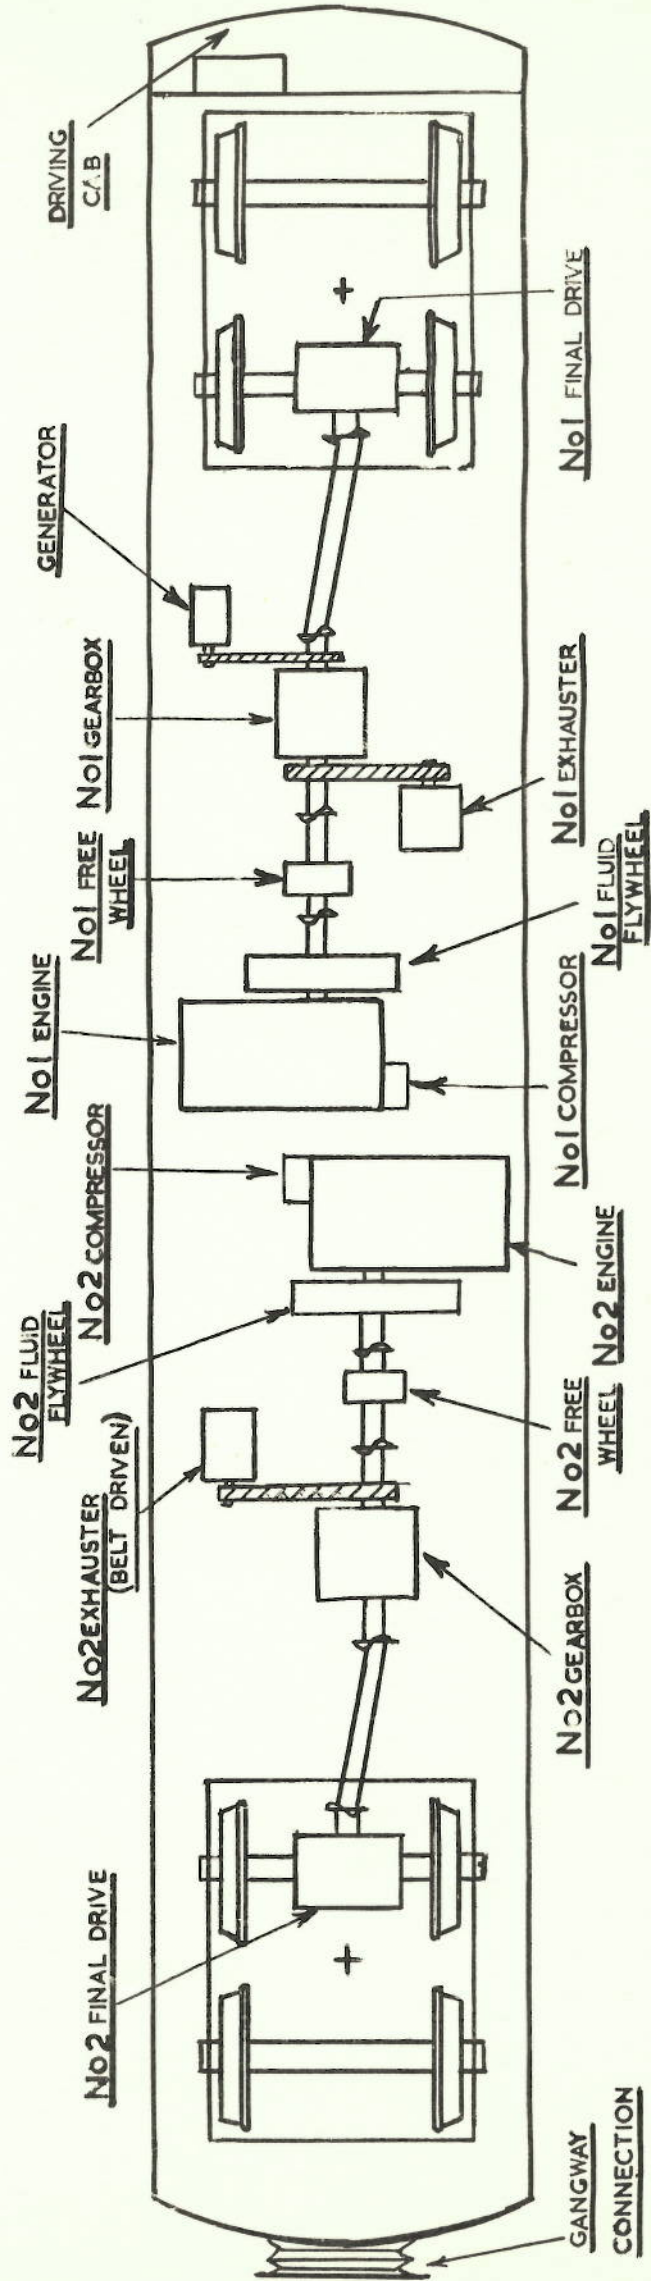 No2 FINAL DRIVE
No2 EXHAUSTER
(BELT DRIVEN)
No2 FLUID
FLYWHEEL
No2 COMPRESSOR
No1 ENGINE
No1 FREE
WHEEL
No1 GEARBOX
GENERATOR
DRIVING
CAB
GANGWAY
CONNECTION
No2 GEARBOX
No2 FREE
WHEEL
No2 ENGINE
No1 COMPRESSOR
No1 FLUID
FLYWHEEL
No1 EXHAUSTER
No1 FINAL DRIVE